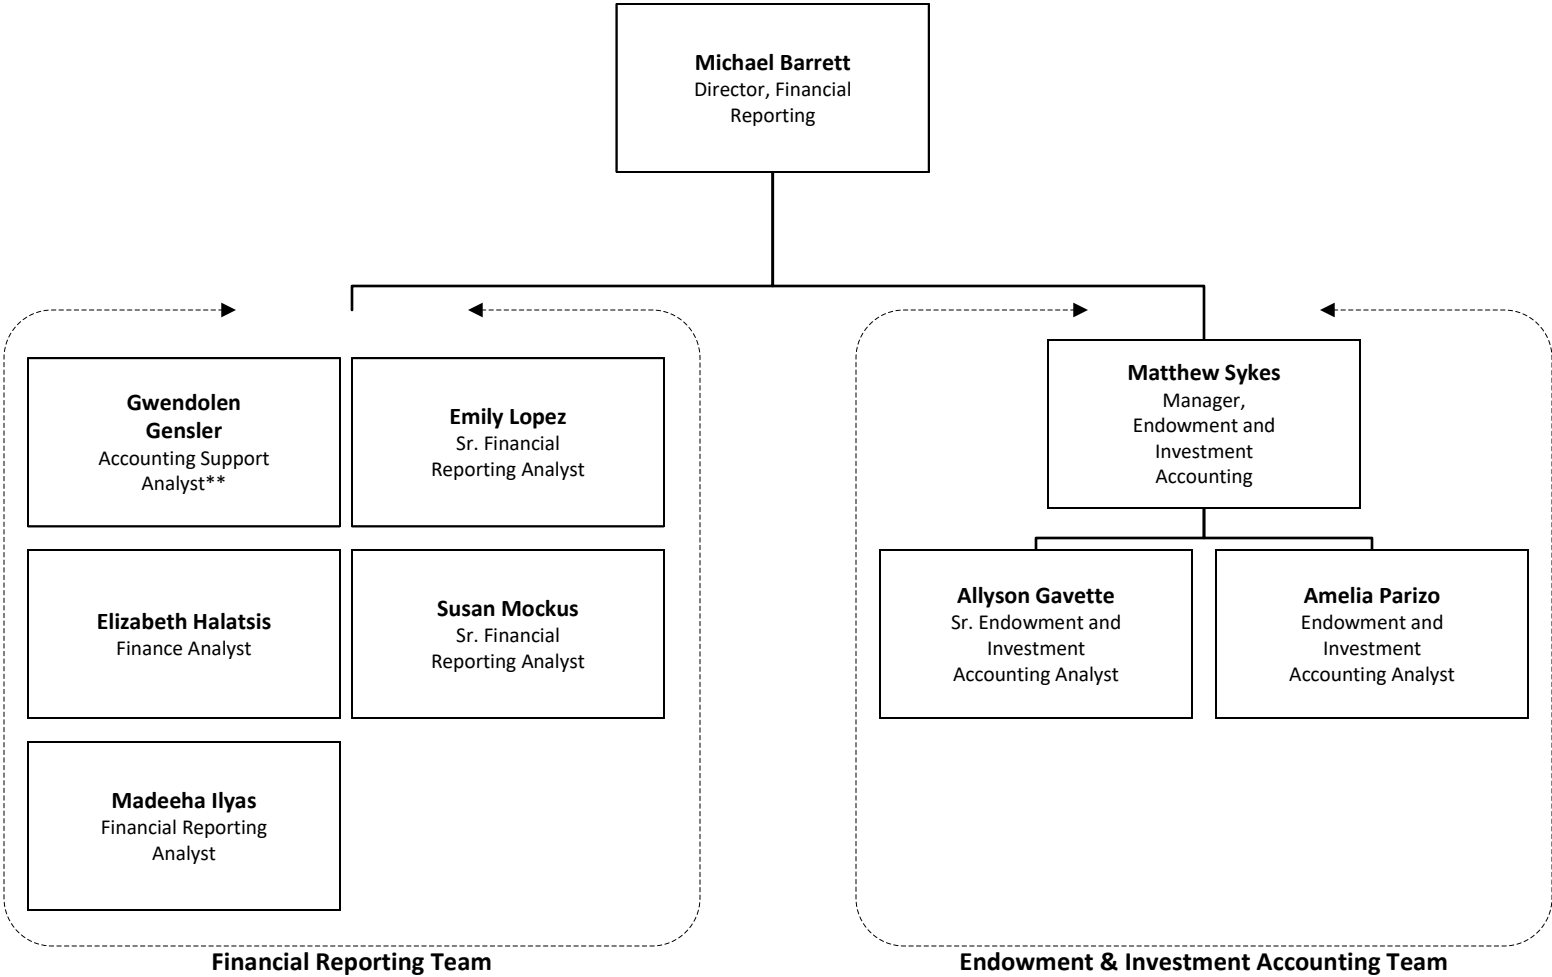 Michael Barrett
Director, Financial
Reporting
Gwendolen
Gensler
Accounting Support
Analyst**
Emily Lopez
Sr. Financial
Reporting Analyst
Elizabeth Halatsis
Finance Analyst
Susan Mockus
Sr. Financial
Reporting Analyst
Madeeha Ilyas
Financial Reporting
Analyst
Financial Reporting Team
Matthew Sykes
Manager,
Endowment and
Investment
Accounting
Allyson Gavette
Sr. Endowment and
Investment
Accounting Analyst
Amelia Parizo
Endowment and
Investment
Accounting Analyst
Endowment & Investment Accounting Team